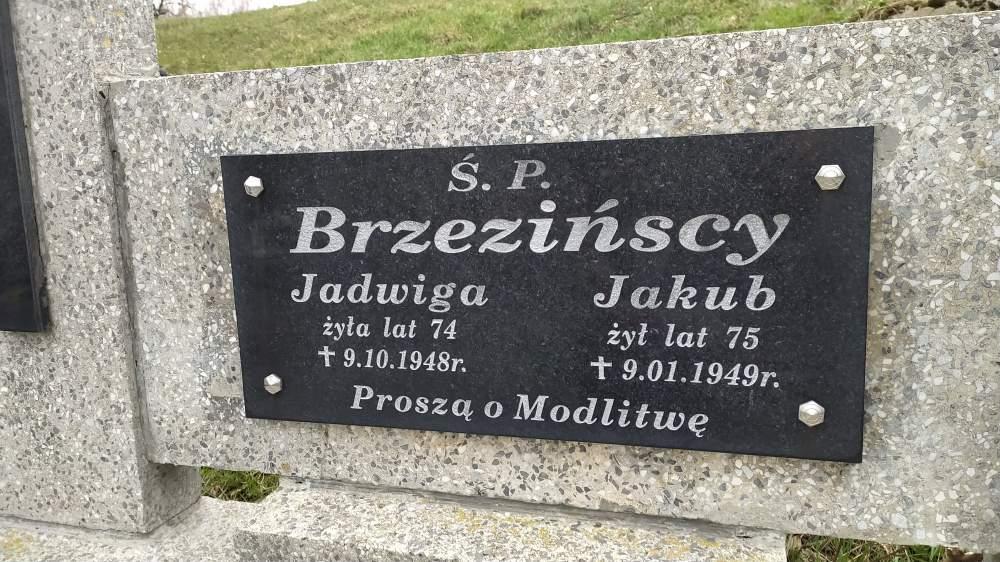 Ś. P.
Brzezińscy
Jadwiga Jakub
żyła lat 74 żył lat 75
✝ 9.10.1948r. ✝ 9.01.1949r.
Proszą o Modlitwę